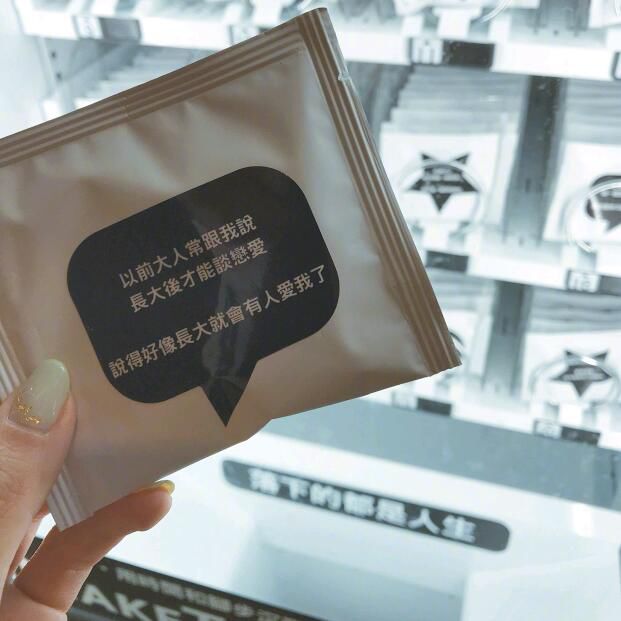 以前大人常跟我說
長大後才能談戀愛
說得好像長大就會有人愛我了
落下的都是人生